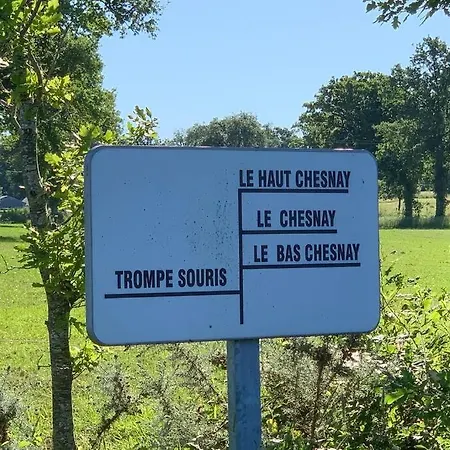 LE HAUT CHESNAY
LE CHESNAY
LE BAS CHESNAY
TROMPE SOURIS